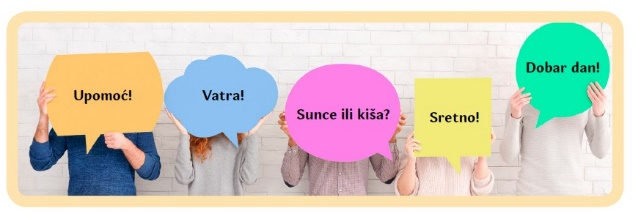 Upomoć!
Vatra!
Sunce ili kiša?
Sretno!
Dobar dan!